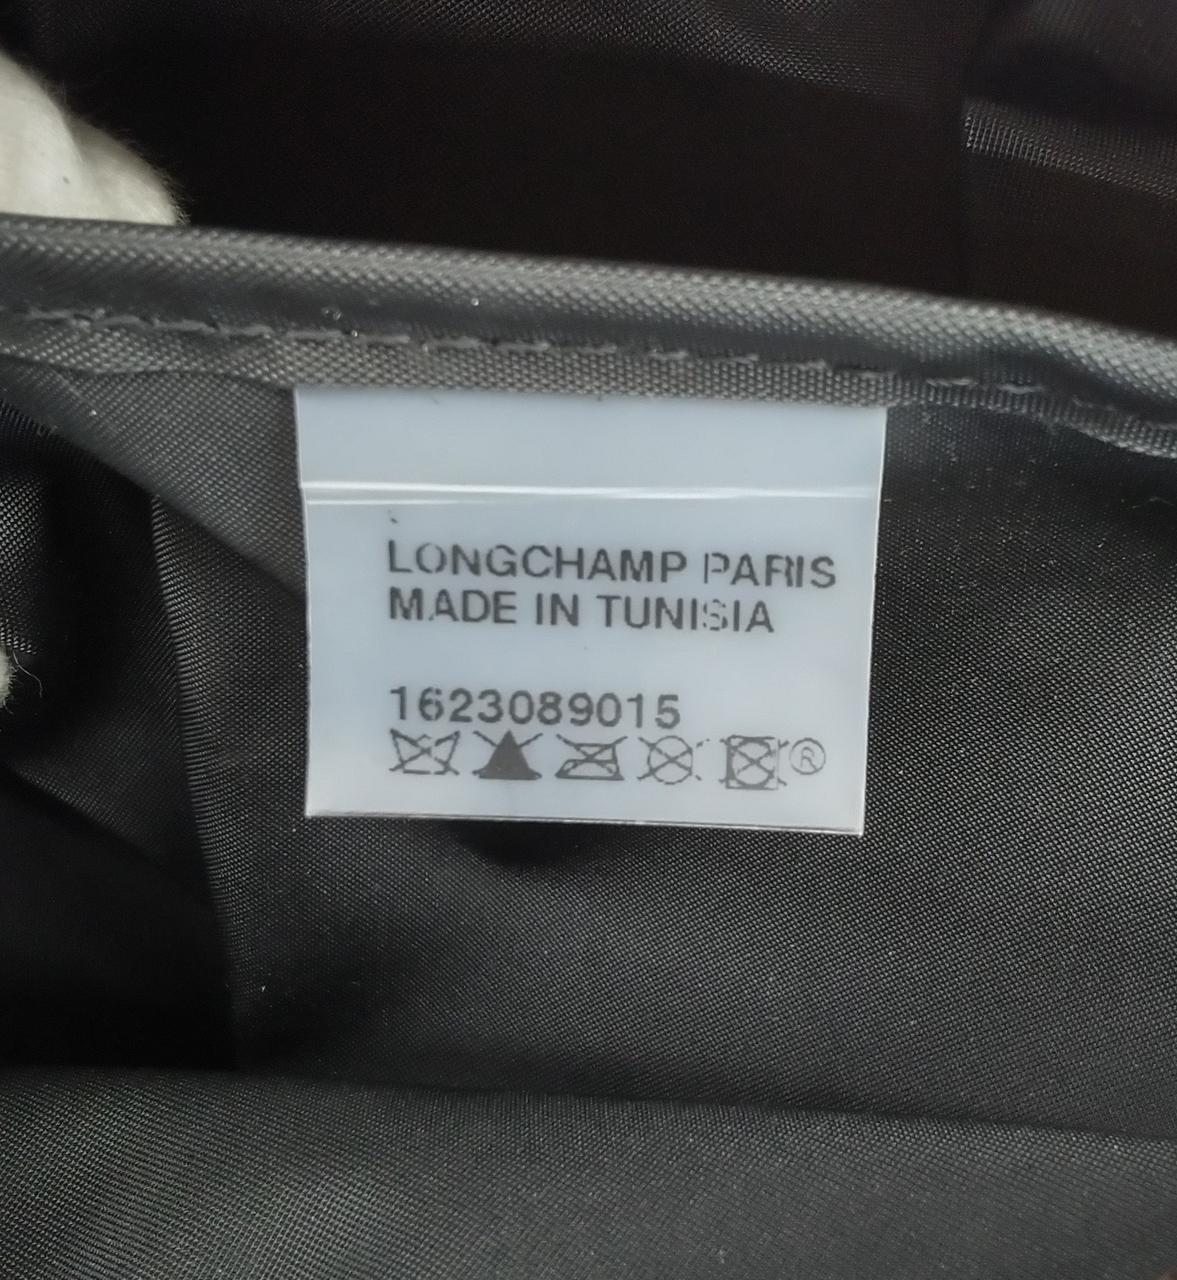 LONGCHAMP PARIS
MADE IN TUNISIA
1623089015
®